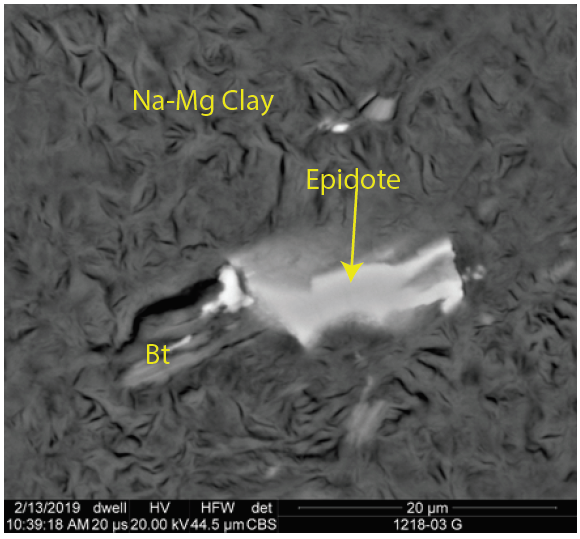 Na-Mg Clay
Epidote
Bt
2/13/2019 dwell HV HFW det 20 µm
10:39:18 AM 20 µs 20.00 kV 44.5 µm CBS 1218-03 G